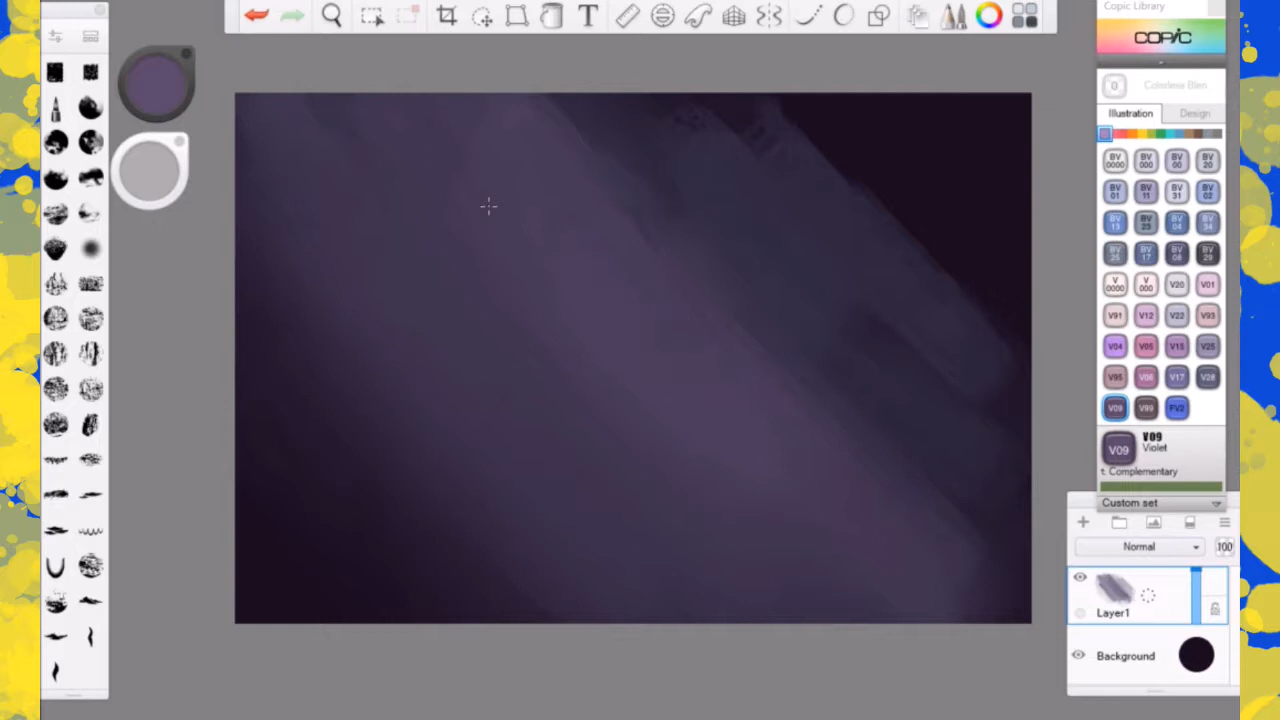 T
Copic Library
COPIC
0 Colorless Blen
Illustration Design
BV 0000 BV 000 BV 00 BV 20
BV 01 BV 11 BV 31 BV 02
BV 13 BV 23 BV 04 BV 34
BV 25 BV 17 BV 08 BV 29
V 0000 V 000 V20 V01
V91 V12 V22 V93
V04 V05 V15 V25
V95 V06 V17 V28
V09 V99 FV2
V09
V09 Violet
t. Complementary
Custom set
Normal 100
Layer1
Background